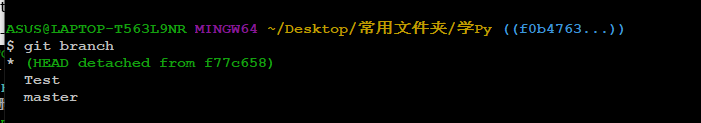 ASUS@LAPTOP-T563L9NR MINGW64 ~/Desktop/常用文件夹/学Py ((f0b4763...))
$ git branch
* (HEAD detached from f77c658)
  Test
  master